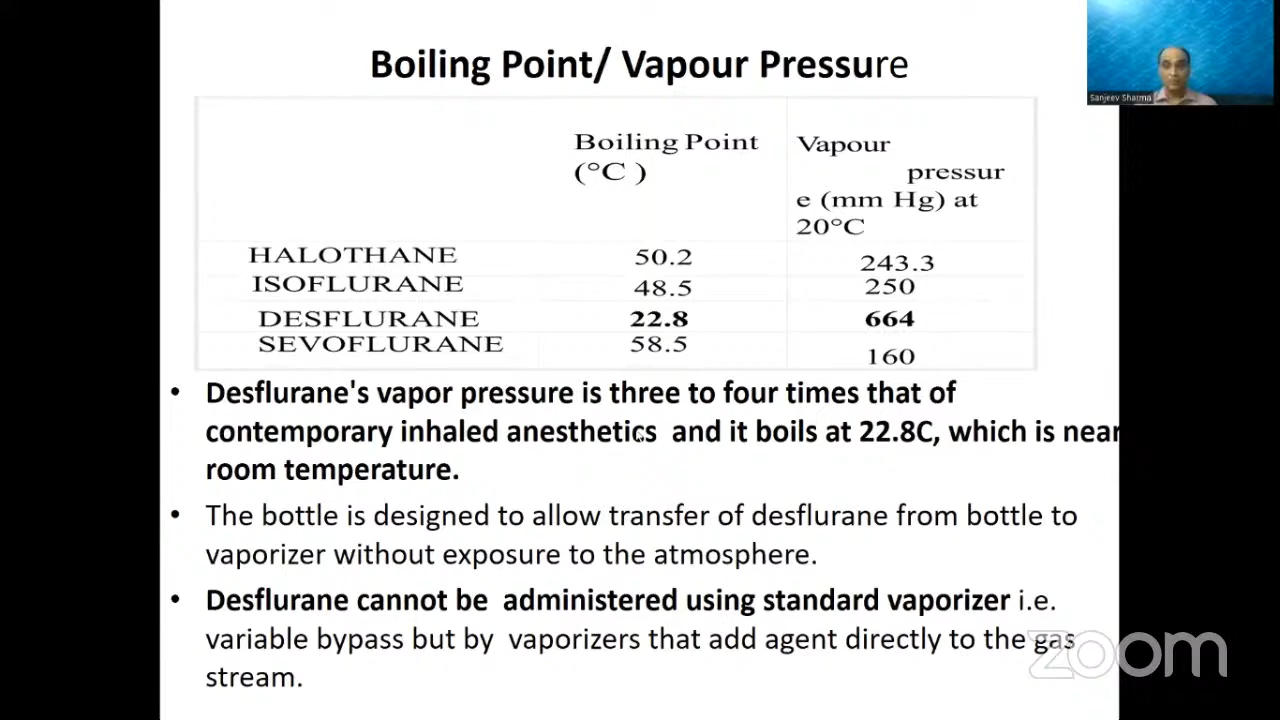 Boiling Point/ Vapour Pressure
Sanjeev Sharma
Boiling Point
(°C )
Vapour
pressur
e (mm Hg) at
20°C
HALOTHANE 50.2 243.3
ISOFLURANE 48.5 250
DESFLURANE 22.8 664
SEVOFLURANE 58.5 160
• Desflurane's vapor pressure is three to four times that of
contemporary inhaled anesthetics and it boils at 22.8C, which is near
room temperature.
• The bottle is designed to allow transfer of desflurane from bottle to
vaporizer without exposure to the atmosphere.
• Desflurane cannot be administered using standard vaporizer i.e.
variable bypass but by vaporizers that add agent directly to the gas
stream.
zoom